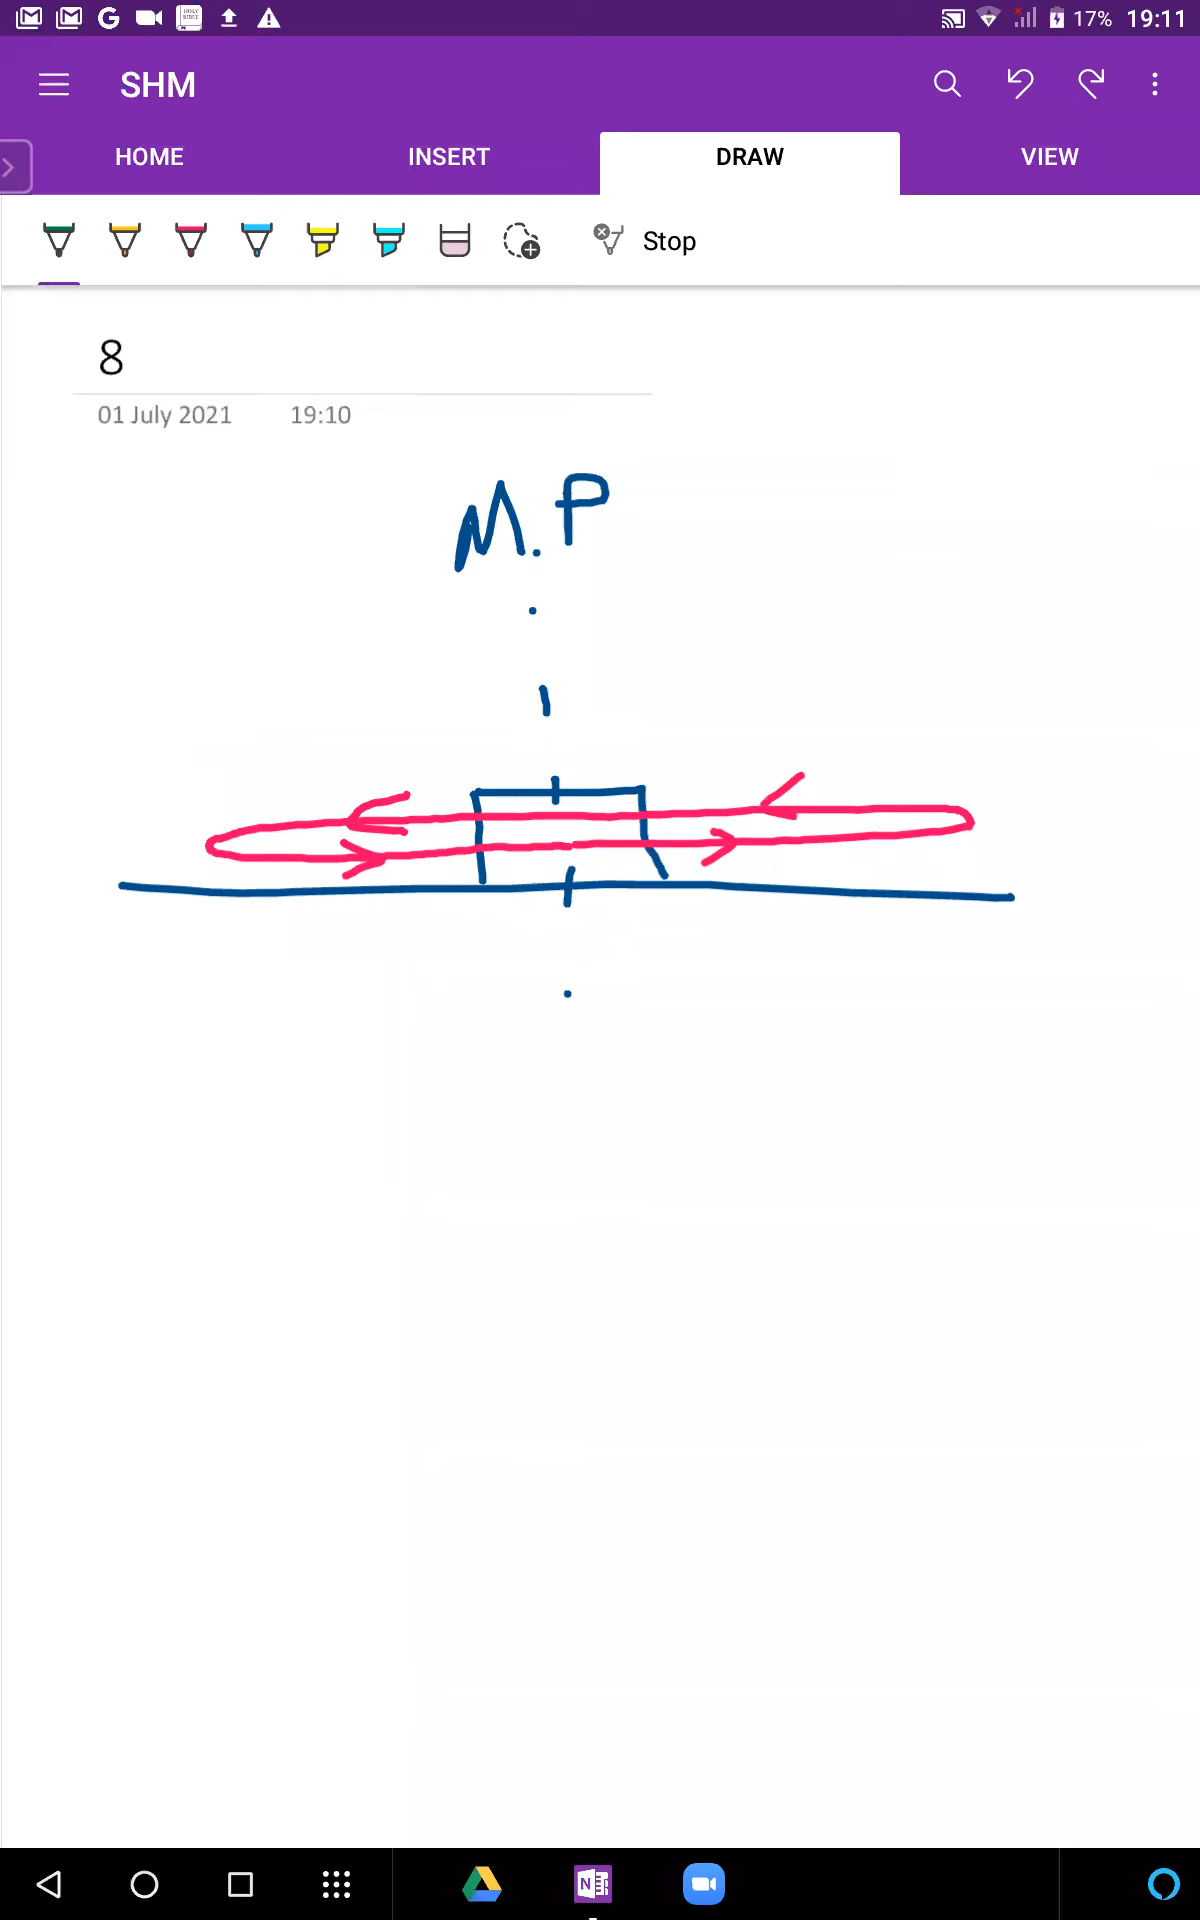 17% 19:11
SHM
HOME INSERT DRAW VIEW
Stop
8
01 July 2021 19:10
M.P